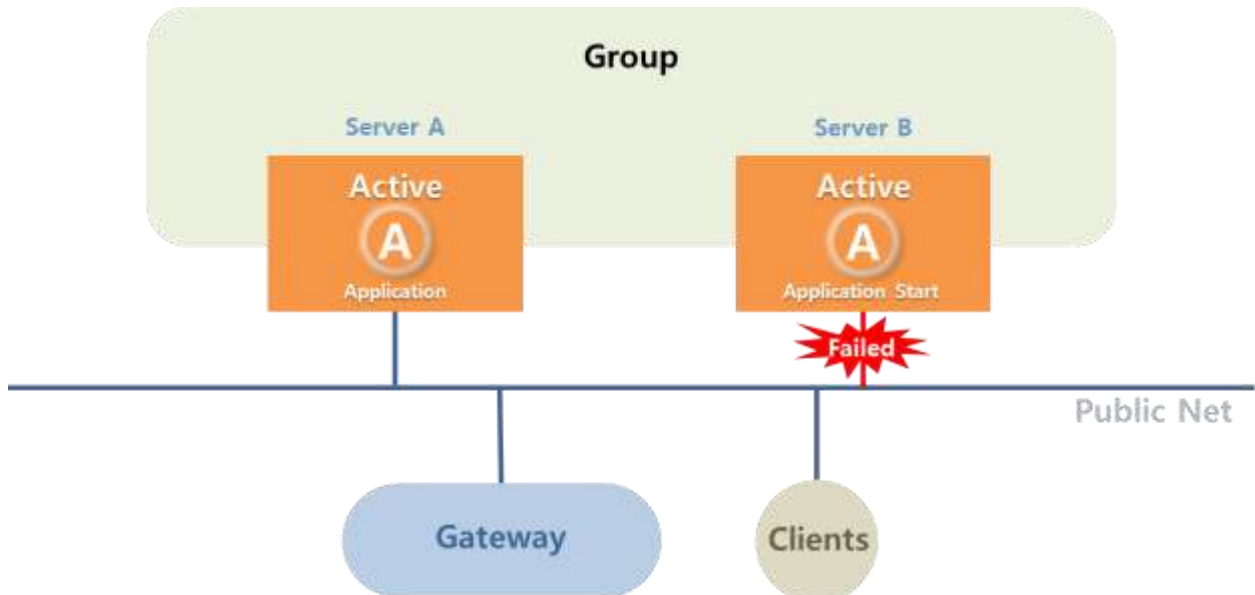 Group
Server A
Server B
Active
A
Application
Active
A
Application Start
Failed
Public Net
Gateway
Clients